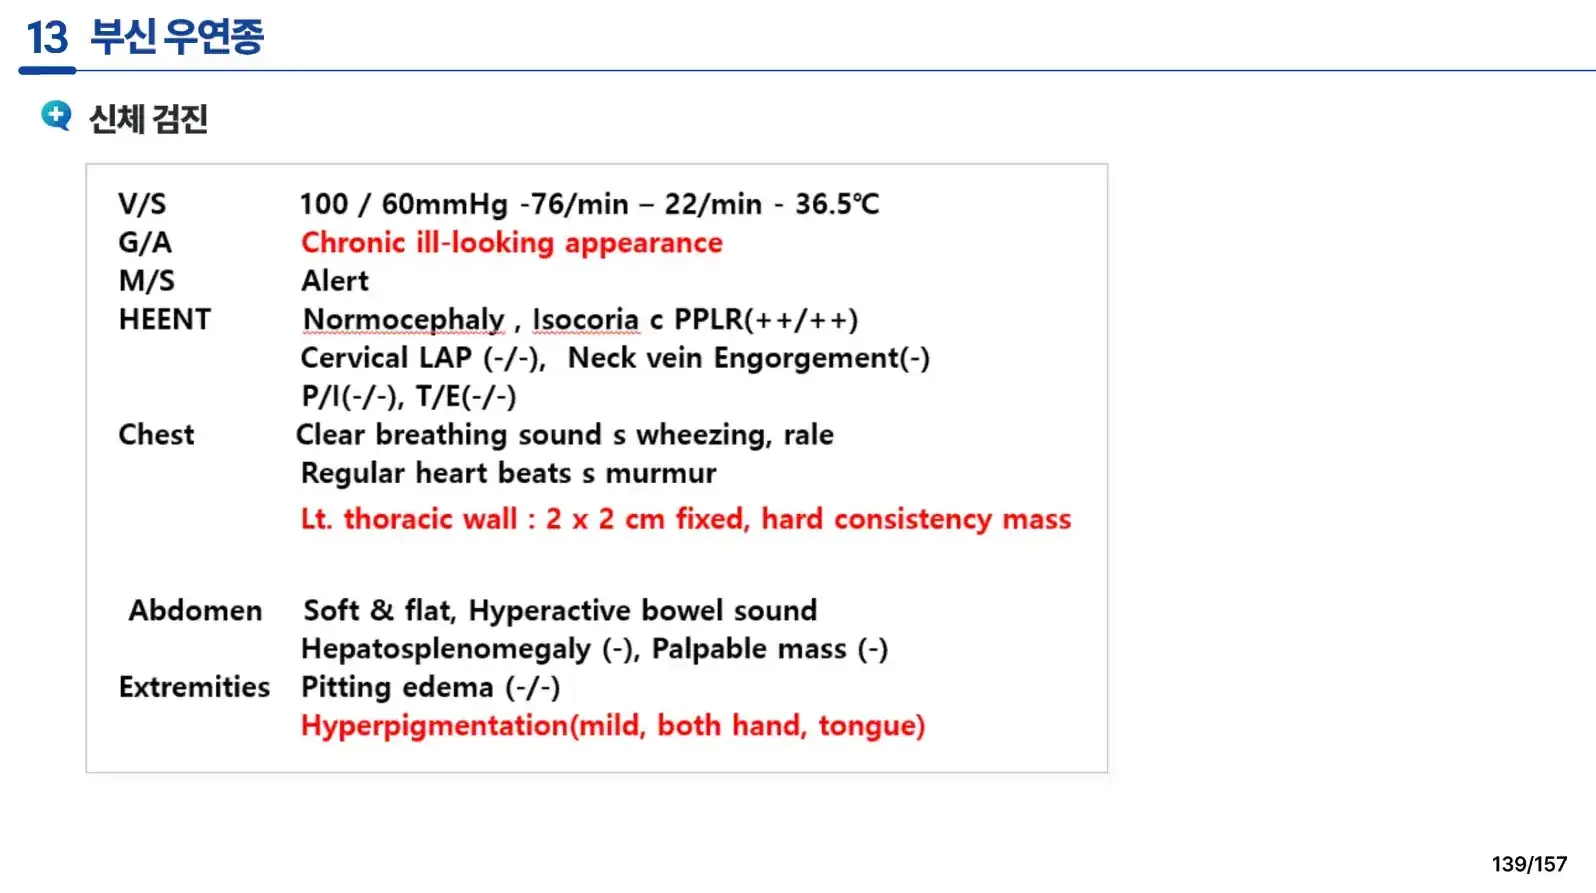 13 부신 우연종
신체 검진
V/S 100 / 60mmHg -76/min – 22/min - 36.5℃
G/A Chronic ill-looking appearance
M/S Alert
HEENT Normocephaly , Isocoria c PPLR(++/++)
Cervical LAP (-/-), Neck vein Engorgement(-)
P/I(-/-), T/E(-/-)
Chest Clear breathing sound s wheezing, rale
Regular heart beats s murmur
Lt. thoracic wall : 2 x 2 cm fixed, hard consistency mass
Abdomen Soft & flat, Hyperactive bowel sound
Hepatosplenomegaly (-), Palpable mass (-)
Extremities Pitting edema (-/-)
Hyperpigmentation(mild, both hand, tongue)
139/157